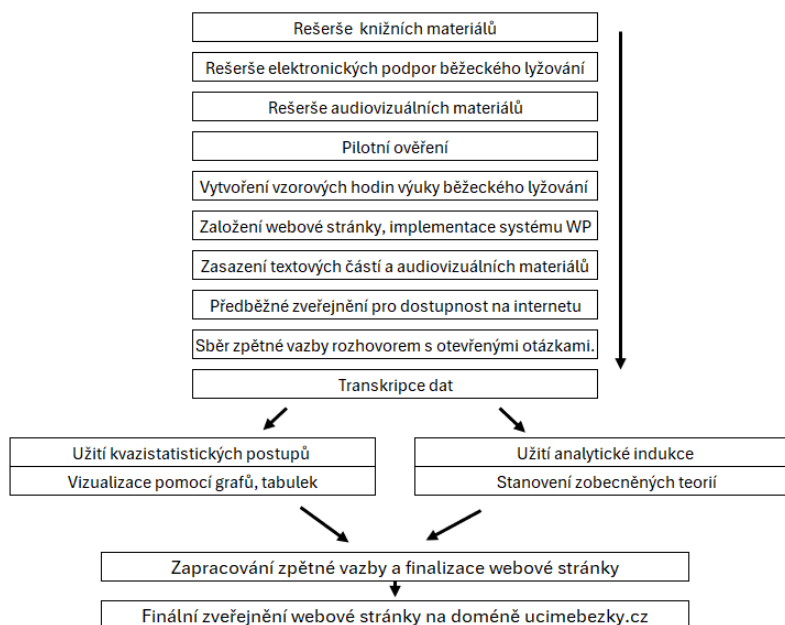 Rešerše knižních materiálů
Rešerše elektronických podpor běžeckého lyžování
Rešerše audiovizuálních materiálů
Pilotní ověření
Vytvoření vzorových hodin výuky běžeckého lyžování
Založení webové stránky, implementace systému WP
Zasazení textových částí a audiovizuálních materiálů
Předběžné zveřejnění pro dostupnost na internetu
Sběr zpětné vazby rozhovorem s otevřenými otázkami.
Transkripce dat
Užití kvazistatistických postupů
Vizualizace pomocí grafů, tabulek
Užití analytické indukce
Stanovení zobecněných teorií
Zapracování zpětné vazby a finalizace webové stránky
Finální zveřejnění webové stránky na doméně ucimebezky.cz